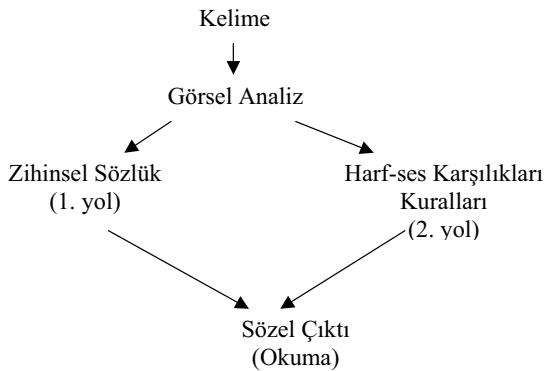 Kelime
Görsel Analiz
Zihinsel Sözlük
(1. yol)
Harf-ses Karşılıkları
Kuralları
(2. yol)
Sözel Çıktı
(Okuma)